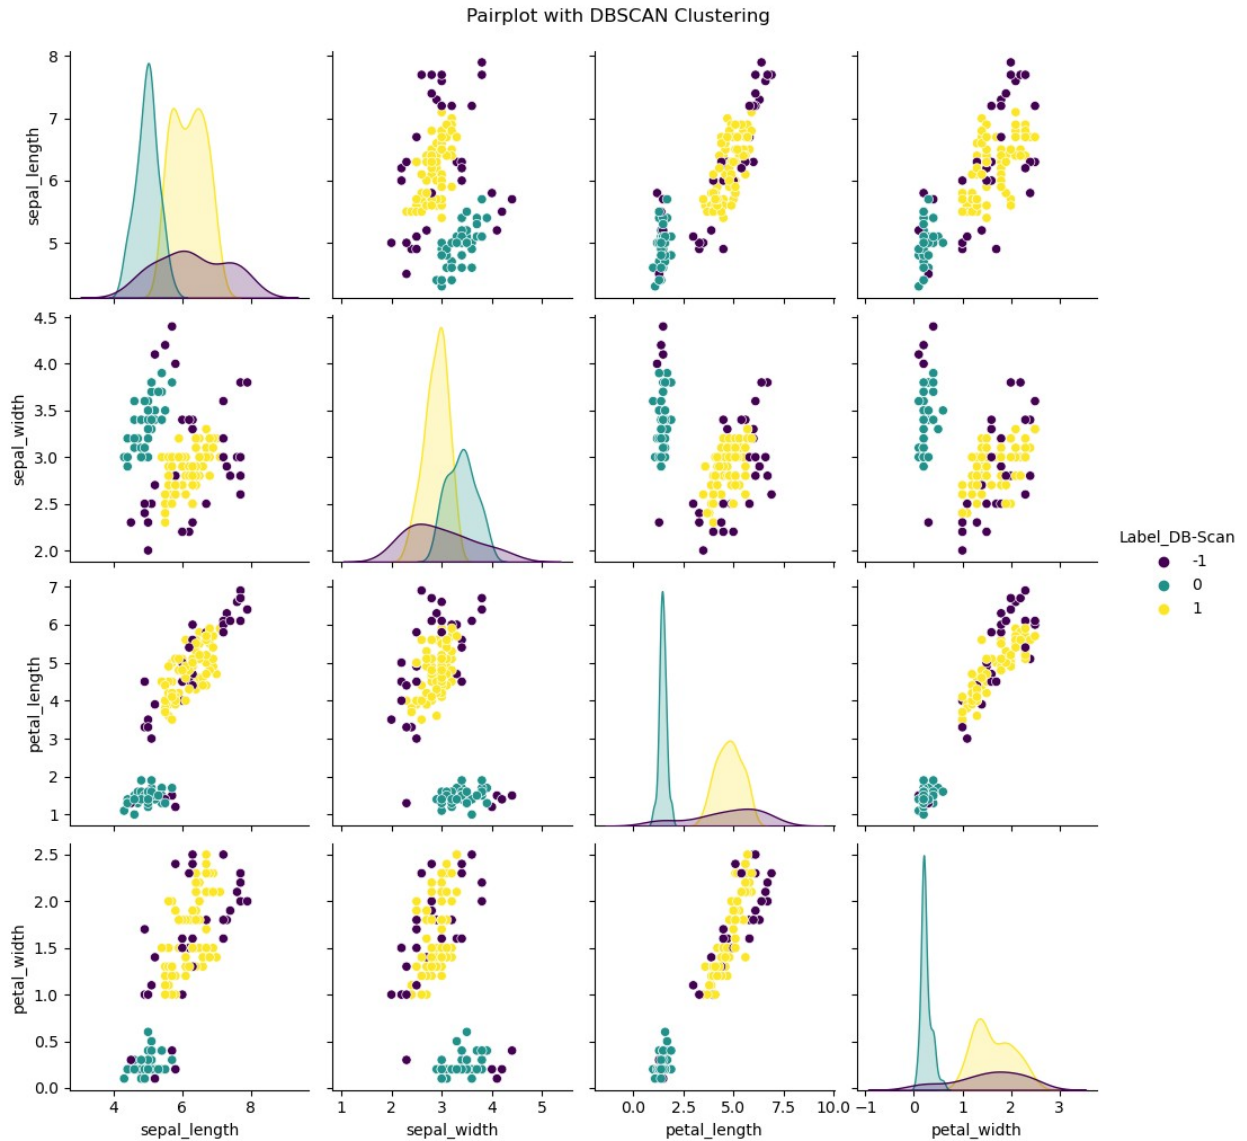 Pairplot with DBSCAN Clustering
8
7
6
5
sepal_length
4.5
4.0
3.5
3.0
2.5
2.0
sepal_width
Label_DB-Scan
-1
0
1
7
6
5
4
3
2
1
petal_length
2.5
2.0
1.5
1.0
0.5
0.0
petal_width
4 6 8
1 2 3 4 5
0.0 2.5 5.0 7.5 10.0
−1 0 1 2 3
sepal_length
sepal_width
petal_length
petal_width